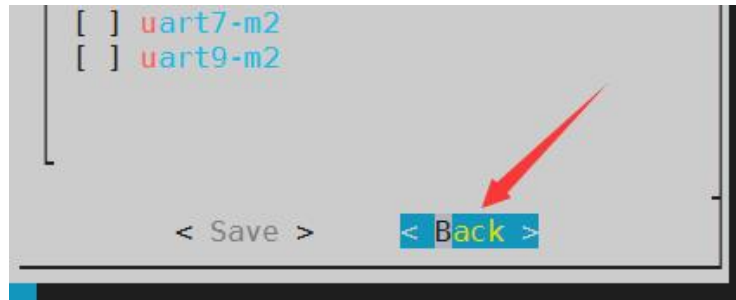 [ ] uart7-m2
[ ] uart9-m2
< Save > < Back >